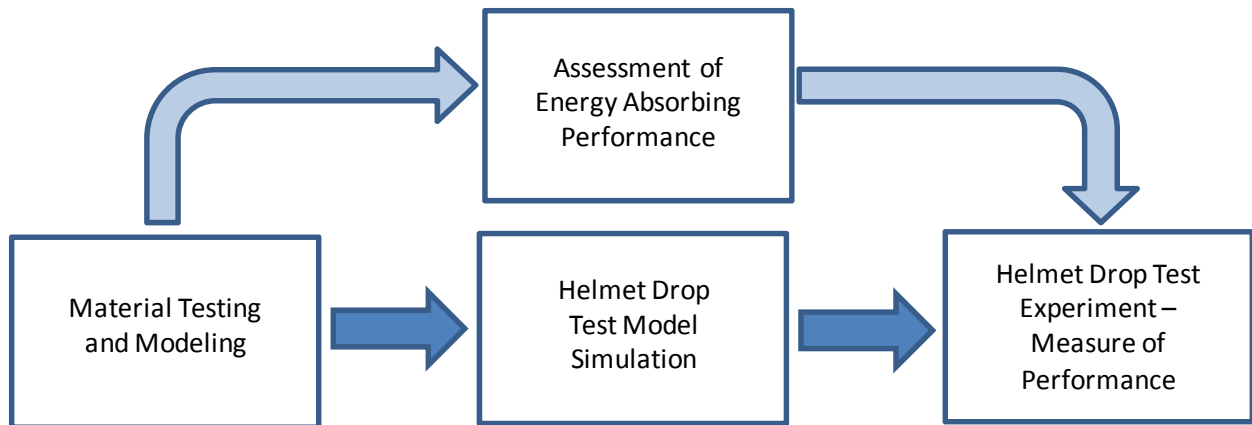 Assessment of
Energy Absorbing
Performance
Material Testing
and Modeling
Helmet Drop
Test Model
Simulation
Helmet Drop Test
Experiment –
Measure of
Performance